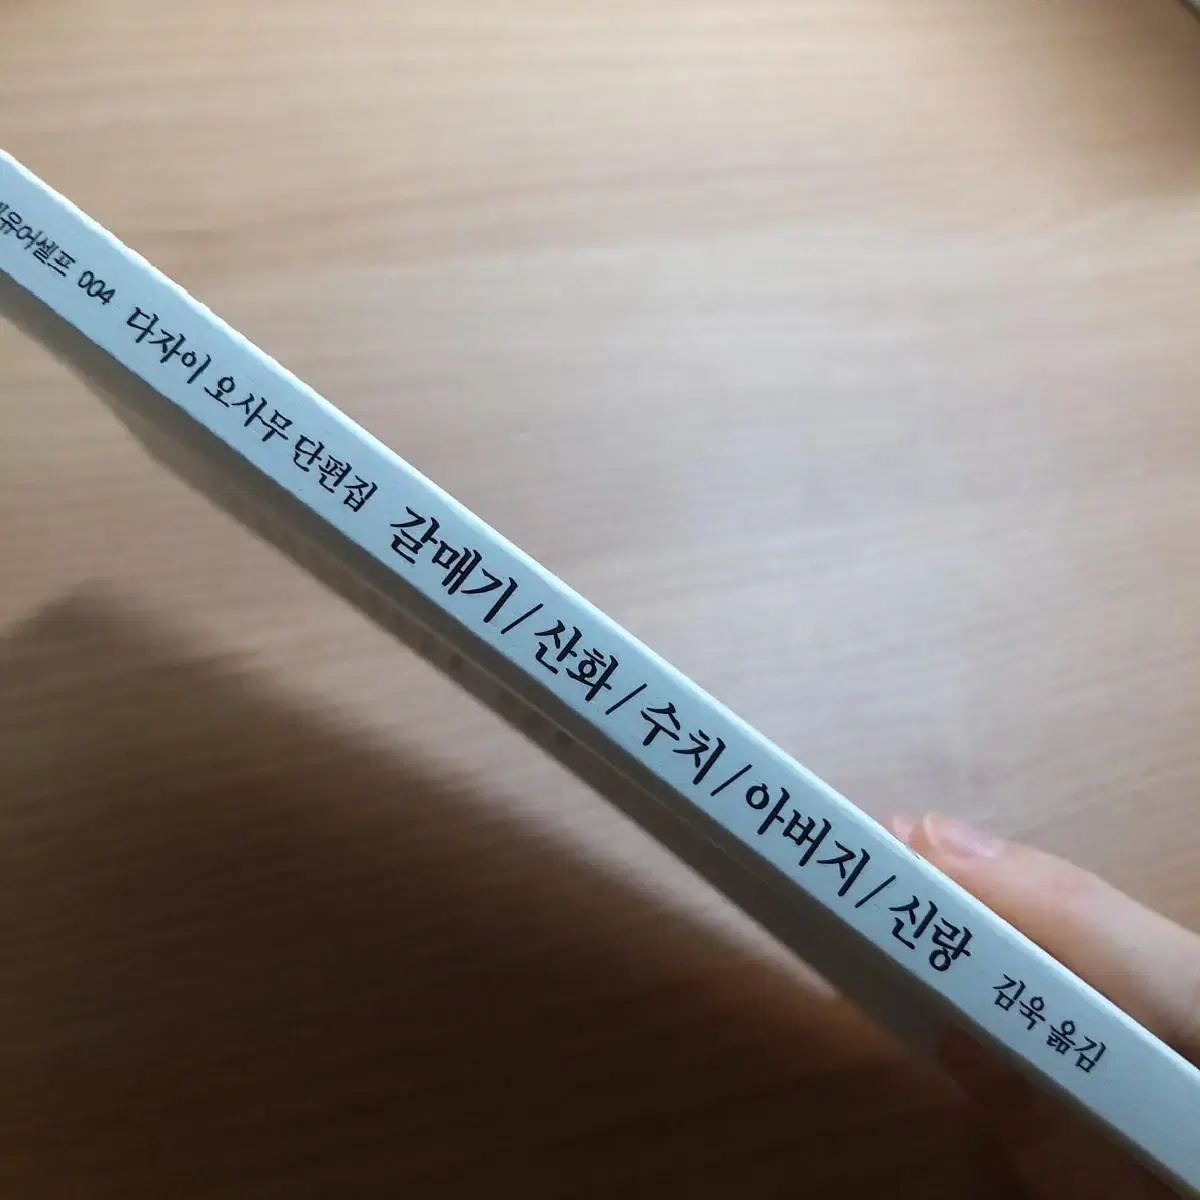 유어셀프 004 다자이 오사무 단편집 갈매기/산화/수치/아버지/신랑 김욱 옮김